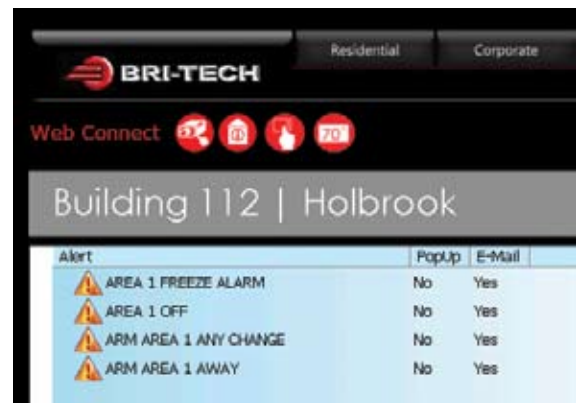 Residential Corporate
BRI-TECH
Web Connect 70°
Building 112 | Holbrook
Alert PopUp E-Mail
AREA 1 FREEZE ALARM No Yes
AREA 1 OFF No Yes
ARM AREA 1 ANY CHANGE No Yes
ARM AREA 1 AWAY No Yes